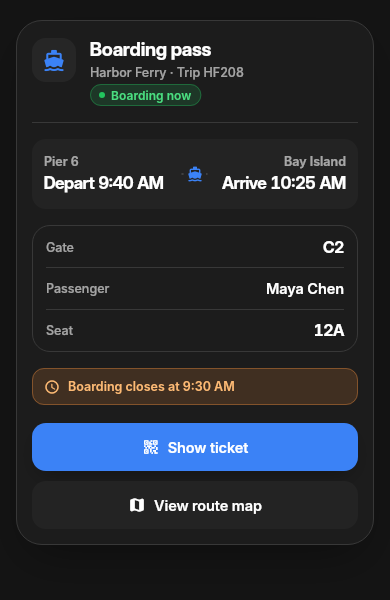 Boarding pass
Harbor Ferry · Trip HF208
Boarding now
Pier 6
Bay Island
Depart 9:40 AM
Arrive 10:25 AM
Gate
C2
Passenger
Maya Chen
Seat
12A
Boarding closes at 9:30 AM
Show ticket
View route map